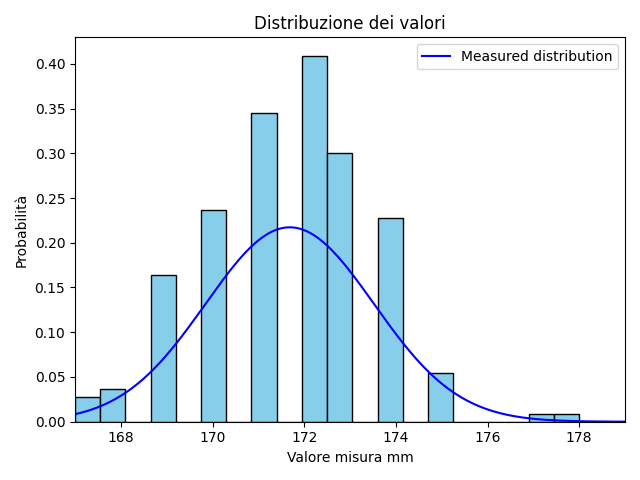 Distribuzione dei valori
Measured distribution
Probabilità
0.40
0.35
0.30
0.25
0.20
0.15
0.10
0.05
0.00
168 170 172 174 176 178
Valore misura mm